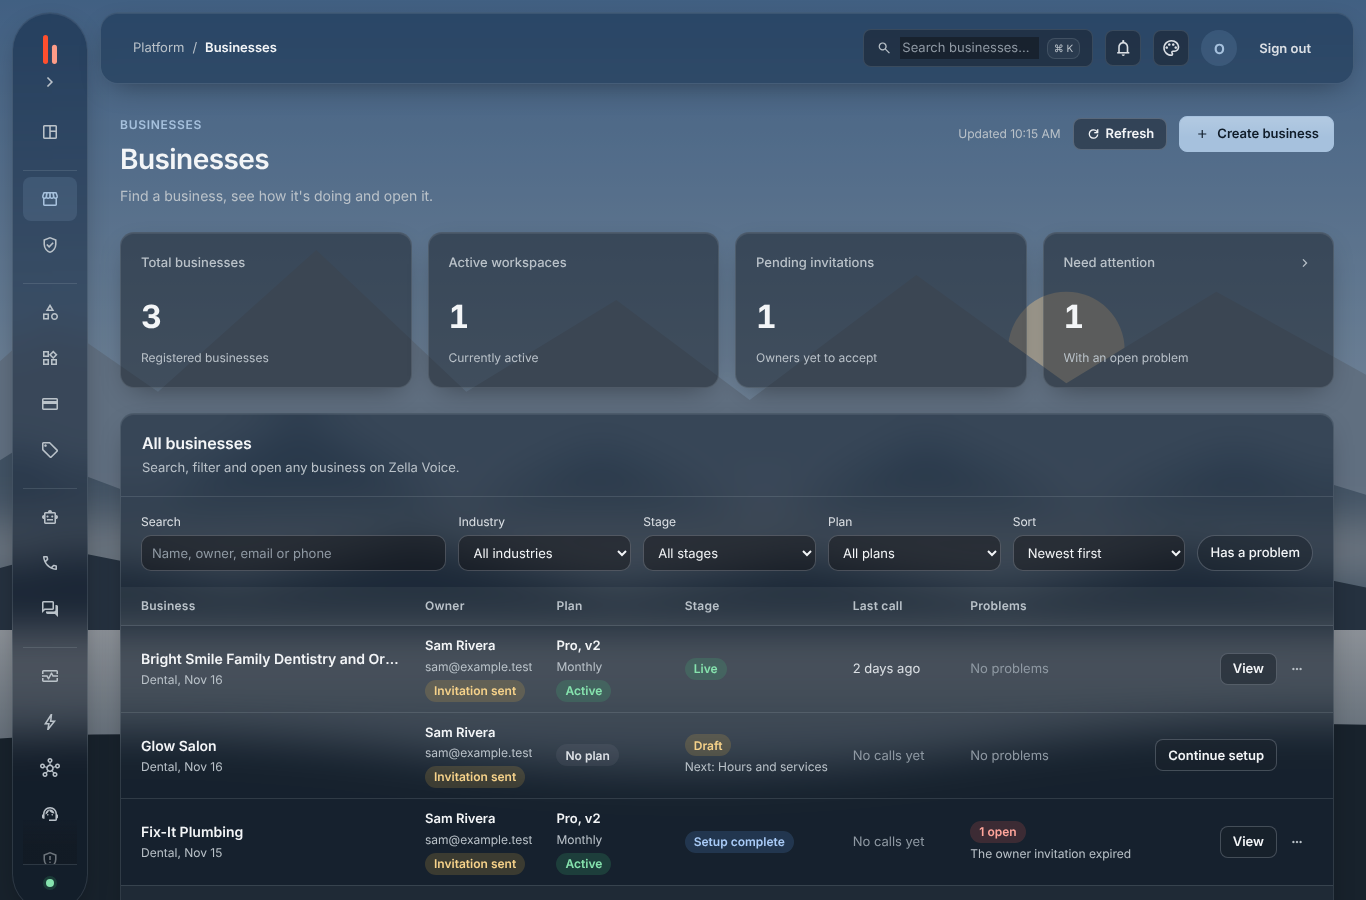 Platform / Businesses
Search businesses...
⌘ K
O
Sign out
BUSINESSES
Businesses
Find a business, see how it's doing and open it.
Updated 10:15 AM
Refresh
+ Create business
Total businesses
3
Registered businesses
Active workspaces
1
Currently active
Pending invitations
1
Owners yet to accept
Need attention
1
With an open problem
All businesses
Search, filter and open any business on Zella Voice.
Search
Name, owner, email or phone
Industry
All industries
Stage
All stages
Plan
All plans
Sort
Newest first
Has a problem
Business Owner Plan Stage Last call Problems
Bright Smile Family Dentistry and Or...
Dental, Nov 16
Sam Rivera
sam@example.test
Invitation sent
Pro, v2
Monthly
Active
Live
2 days ago
No problems
View
Glow Salon
Dental, Nov 16
Sam Rivera
sam@example.test
Invitation sent
No plan
Draft
Next: Hours and services
No calls yet
No problems
Continue setup
Fix-It Plumbing
Dental, Nov 15
Sam Rivera
sam@example.test
Invitation sent
Pro, v2
Monthly
Active
Setup complete
No calls yet
1 open
The owner invitation expired
View